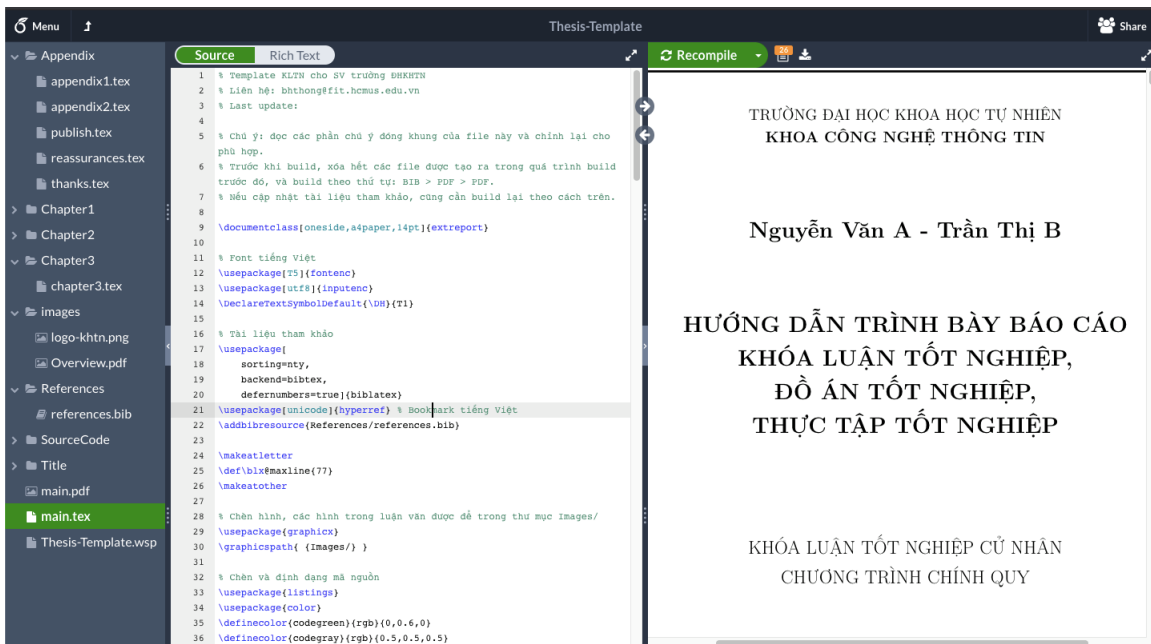 Menu
Thesis-Template
Share
Appendix
appendix1.tex
appendix2.tex
publish.tex
reassurances.tex
thanks.tex
Chapter1
Chapter2
Chapter3
chapter3.tex
images
logo-khtn.png
Overview.pdf
References
references.bib
SourceCode
Title
main.pdf
main.tex
Thesis-Template.wsp
Source Rich Text
1 % Template KLTN cho SV trường ĐHKHTN
2 % Liên hệ: bhthong@fit.hcmus.edu.vn
3 % Last update:
4
5 % Chú ý: đọc các phần chú ý đóng khung của file này và chỉnh lại cho
phù hợp.
6 % Trước khi build, xóa hết các file được tạo ra trong quá trình build
trước đó, và build theo thứ tự: BIB > PDF > PDF.
7 % Nếu cập nhật tài liệu tham khảo, cũng cần build lại theo cách trên.
8
9 \documentclass[oneside,a4paper,14pt]{extreport}
10
11 % Font tiếng Việt
12 \usepackage[T5]{fontenc}
13 \usepackage[utf8]{inputenc}
14 \DeclareTextSymbolDefault{\DH}{T1}
15
16 % Tài liệu tham khảo
17 \usepackage[
18 sorting=nty,
19 backend=bibtex,
20 defernumbers=true]{biblatex}
21 \usepackage[unicode]{hyperref} % Bookmark tiếng Việt
22 \addbibresource{References/references.bib}
23
24 \makeatletter
25 \def\blx@maxline{77}
26 \makeatother
27
28 % Chèn hình, các hình trong luận văn được để trong thư mục Images/
29 \usepackage{graphicx}
30 \graphicspath{ {Images/} }
31
32 % Chèn và định dạng mã nguồn
33 \usepackage{listings}
34 \usepackage{color}
35 \definecolor{codegreen}{rgb}{0,0.6,0}
36 \definecolor{codegray}{rgb}{0.5,0.5,0.5}
Recompile 26
TRƯỜNG ĐẠI HỌC KHOA HỌC TỰ NHIÊN
KHOA CÔNG NGHỆ THÔNG TIN
Nguyễn Văn A - Trần Thị B
HƯỚNG DẪN TRÌNH BÀY BÁO CÁO
KHÓA LUẬN TỐT NGHIỆP,
ĐỒ ÁN TỐT NGHIỆP,
THỰC TẬP TỐT NGHIỆP
KHÓA LUẬN TỐT NGHIỆP CỬ NHÂN
CHƯƠNG TRÌNH CHÍNH QUY